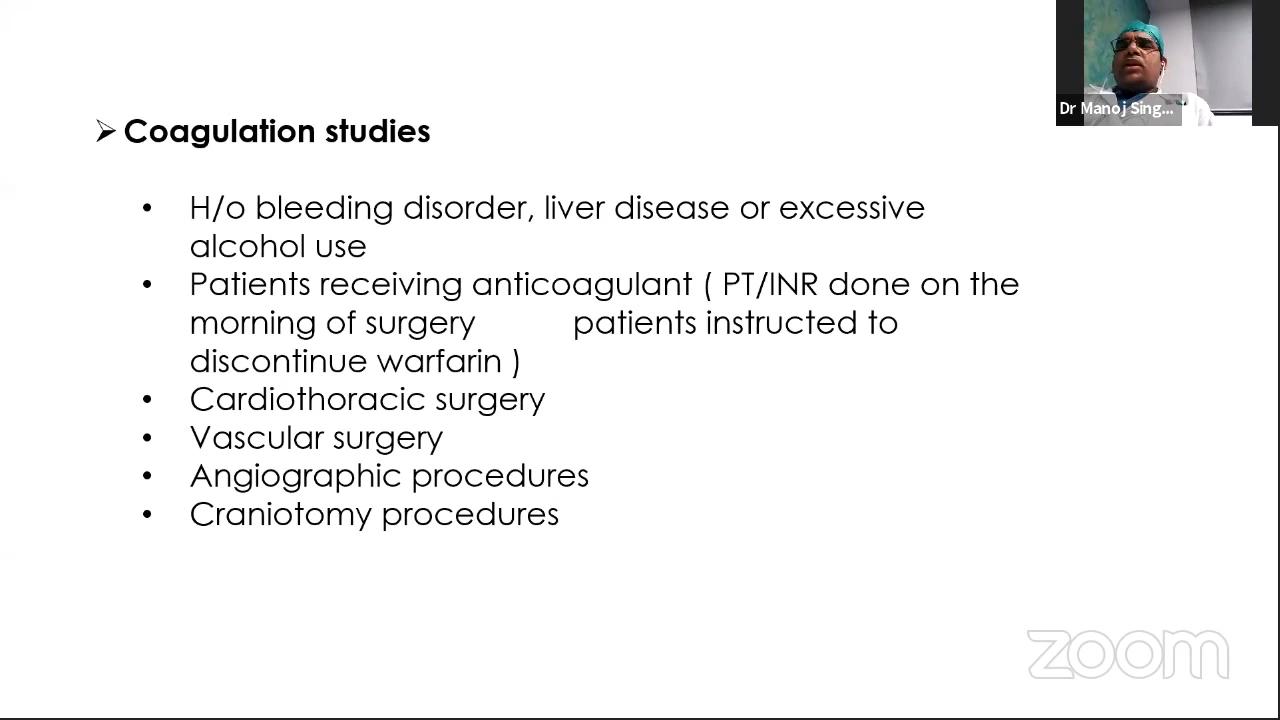 Dr Manoj Sing...
➢ Coagulation studies
• H/o bleeding disorder, liver disease or excessive
alcohol use
• Patients receiving anticoagulant ( PT/INR done on the
morning of surgery patients instructed to
discontinue warfarin )
• Cardiothoracic surgery
• Vascular surgery
• Angiographic procedures
• Craniotomy procedures
zoom